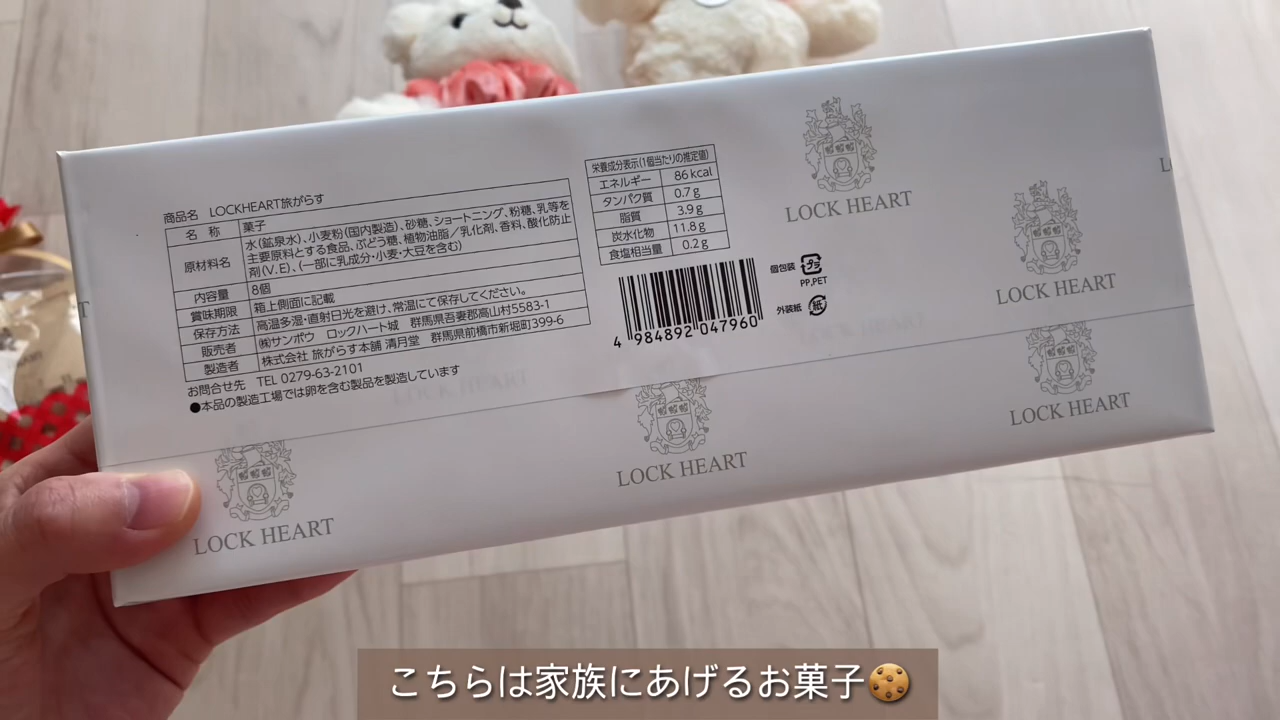 商品名 LOCKHEART旅がらす
名 称 菓子
原材料名 水(鉱泉水)、小麦粉(国内製造)、砂糖、ショートニング、粉糖、乳等を
主要原料とする食品、ぶどう糖、植物油脂/乳化剤、香料、酸化防止
剤(V.E)、(一部に乳成分・小麦・大豆を含む)
内容量 8個
賞味期限 箱上側面に記載
保存方法 高温多湿・直射日光を避け、常温にて保存してください。
販売者 ㈱サンポウ ロックハート城 群馬県吾妻郡高山村5583-1
製造者 株式会社 旅がらす本舗 清月堂 群馬県前橋市新堀町399-6
お問合せ先 TEL 0279-63-2101
●本品の製造工場では卵を含む製品を製造しています
栄養成分表示(1個当たりの推定値)
エネルギー 86kcal
タンパク質 0.7g
脂質 3.9g
炭水化物 11.8g
食塩相当量 0.2g
4 984892 047960
個包装 プラ
PP,PET
外装紙 紙
LOCK HEART
LOCK HEART
LOCK HEART
LOCK HEART
LOCK HEART
こちらは家族にあげるお菓子🍪